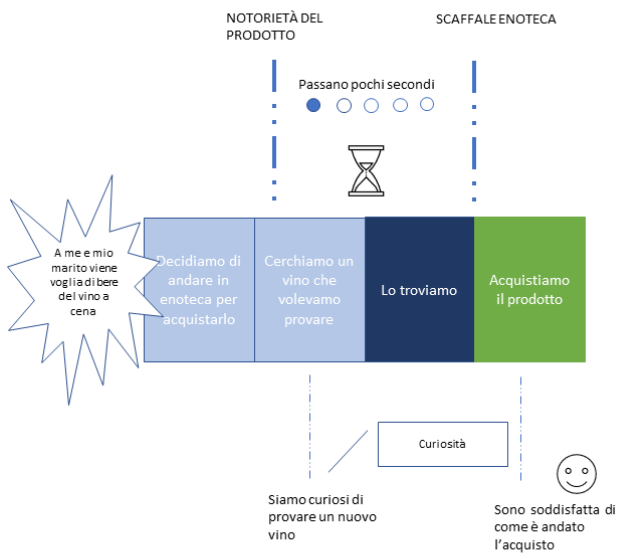 NOTORIETÀ DEL
PRODOTTO
SCAFFALE ENOTECA
Passano pochi secondi
A me e mio
marito viene
voglia di bere
del vino a
cena
Decidiamo di
andare in
enoteca per
acquistarlo
Cerchiamo un
vino che
volevamo
provare
Lo troviamo
Acquistiamo
il prodotto
Curiosità
Siamo curiosi di
provare un nuovo
vino
Sono soddisfatta di
come è andato
l'acquisto